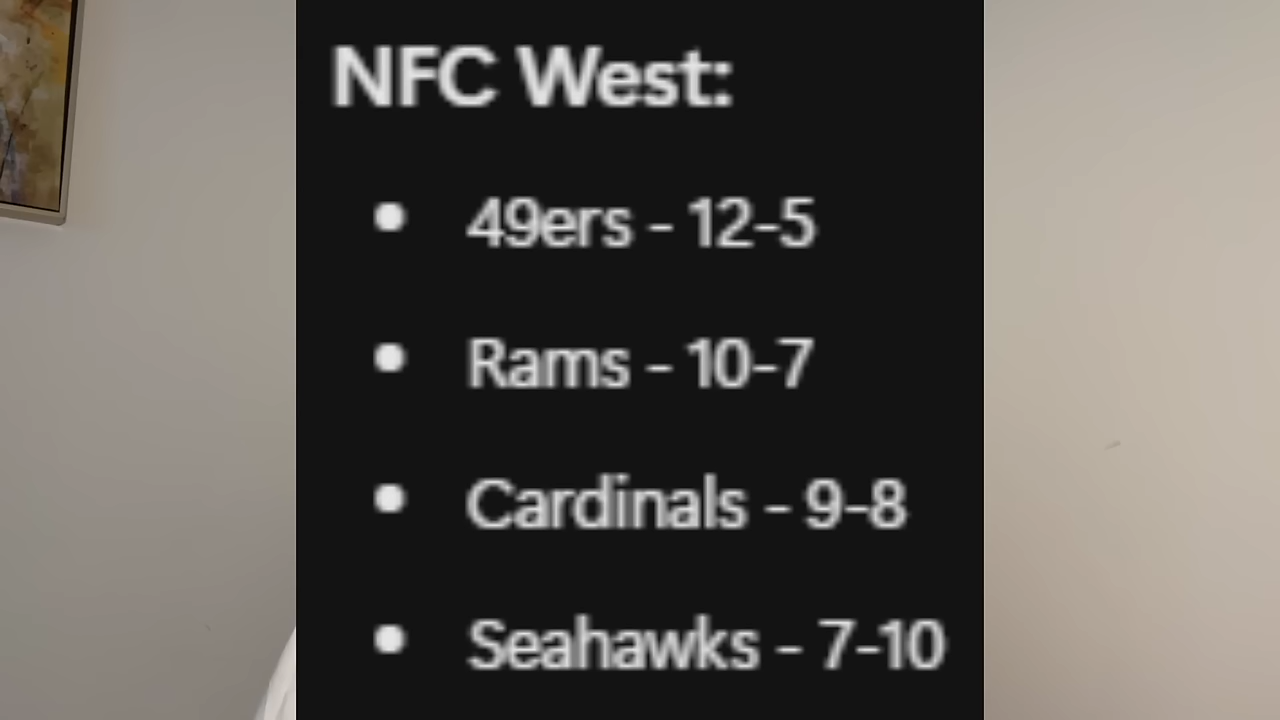 NFC West:
• 49ers - 12-5
• Rams - 10-7
• Cardinals - 9-8
• Seahawks - 7-10